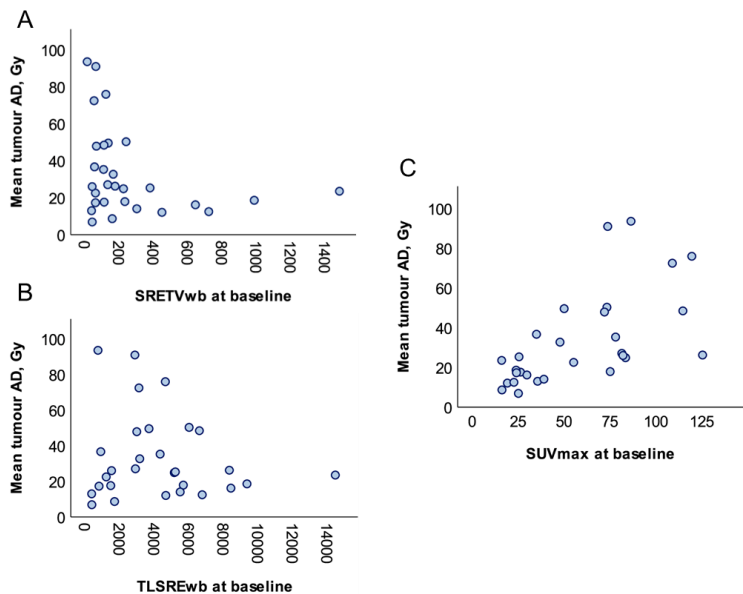 A
Mean tumour AD, Gy
100
80
60
40
20
0
0 200 400 600 800 1000 1200 1400
SRETVwb at baseline
B
Mean tumour AD, Gy
100
80
60
40
20
0
0 2000 4000 6000 8000 10000 12000 14000
TLSREwb at baseline
C
Mean tumour AD, Gy
100
80
60
40
20
0
0 25 50 75 100 125
SUVmax at baseline